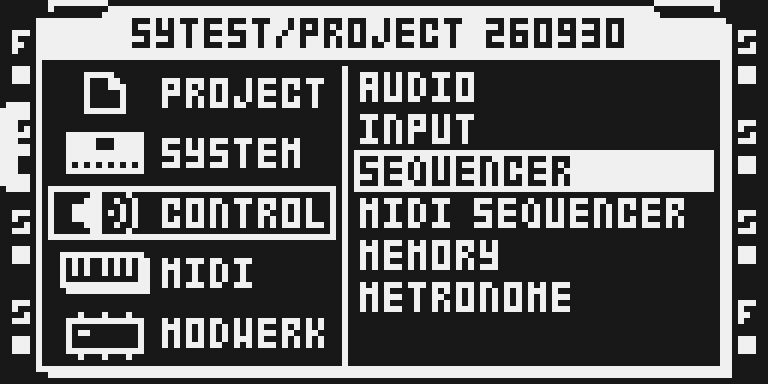 SYTEST/PROJECT 260930
PROJECT
SYSTEM
CONTROL
MIDI
MODWERK
AUDIO
INPUT
SEQUENCER
MIDI SEQUENCER
MEMORY
METRONOME
F
S
S
S
S
S
S
F